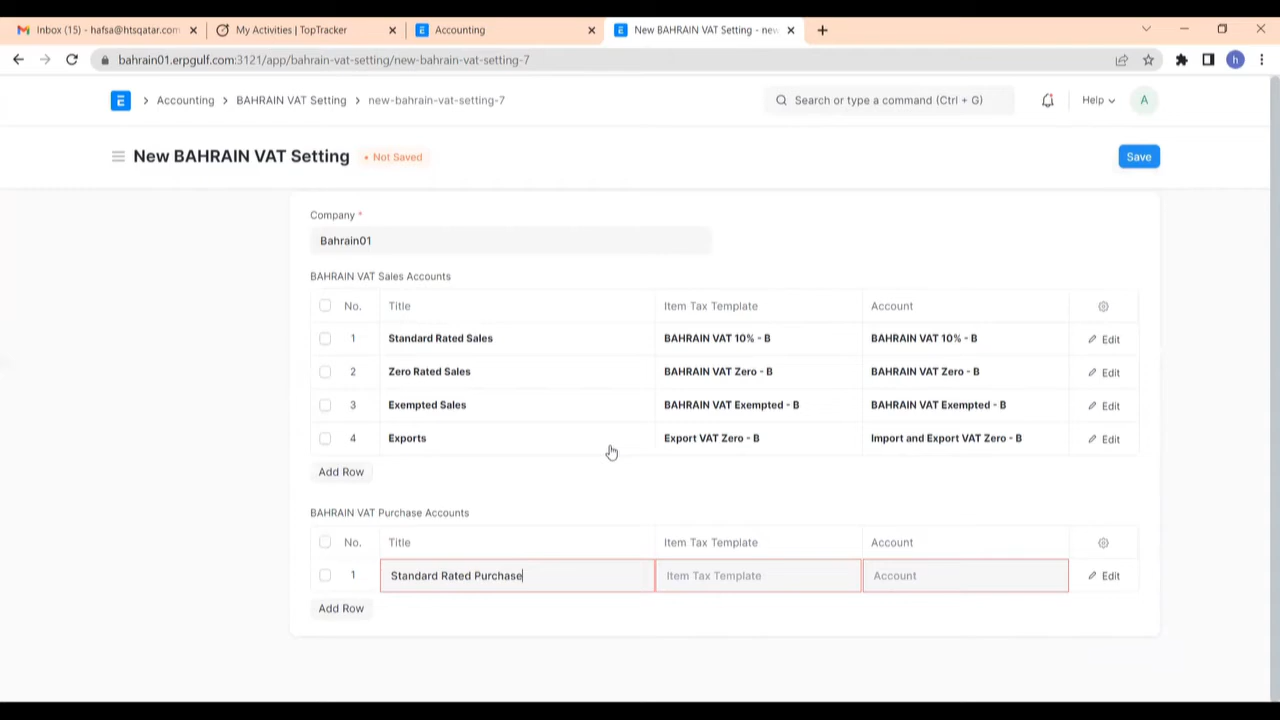 Inbox (15) - hafsa@htsqatar.com
My Activities | TopTracker
Accounting
New BAHRAIN VAT Setting - new
bahrain01.erpgulf.com:3121/app/bahrain-vat-setting/new-bahrain-vat-setting-7
h
E
Accounting
BAHRAIN VAT Setting
new-bahrain-vat-setting-7
Search or type a command (Ctrl + G)
Help
A
New BAHRAIN VAT Setting
• Not Saved
Save
Company *
Bahrain01
BAHRAIN VAT Sales Accounts
No. Title Item Tax Template Account
1 Standard Rated Sales BAHRAIN VAT 10% - B BAHRAIN VAT 10% - B Edit
2 Zero Rated Sales BAHRAIN VAT Zero - B BAHRAIN VAT Zero - B Edit
3 Exempted Sales BAHRAIN VAT Exempted - B BAHRAIN VAT Exempted - B Edit
4 Exports Export VAT Zero - B Import and Export VAT Zero - B Edit
Add Row
BAHRAIN VAT Purchase Accounts
No. Title Item Tax Template Account
1 Standard Rated Purchase Item Tax Template Account Edit
Add Row